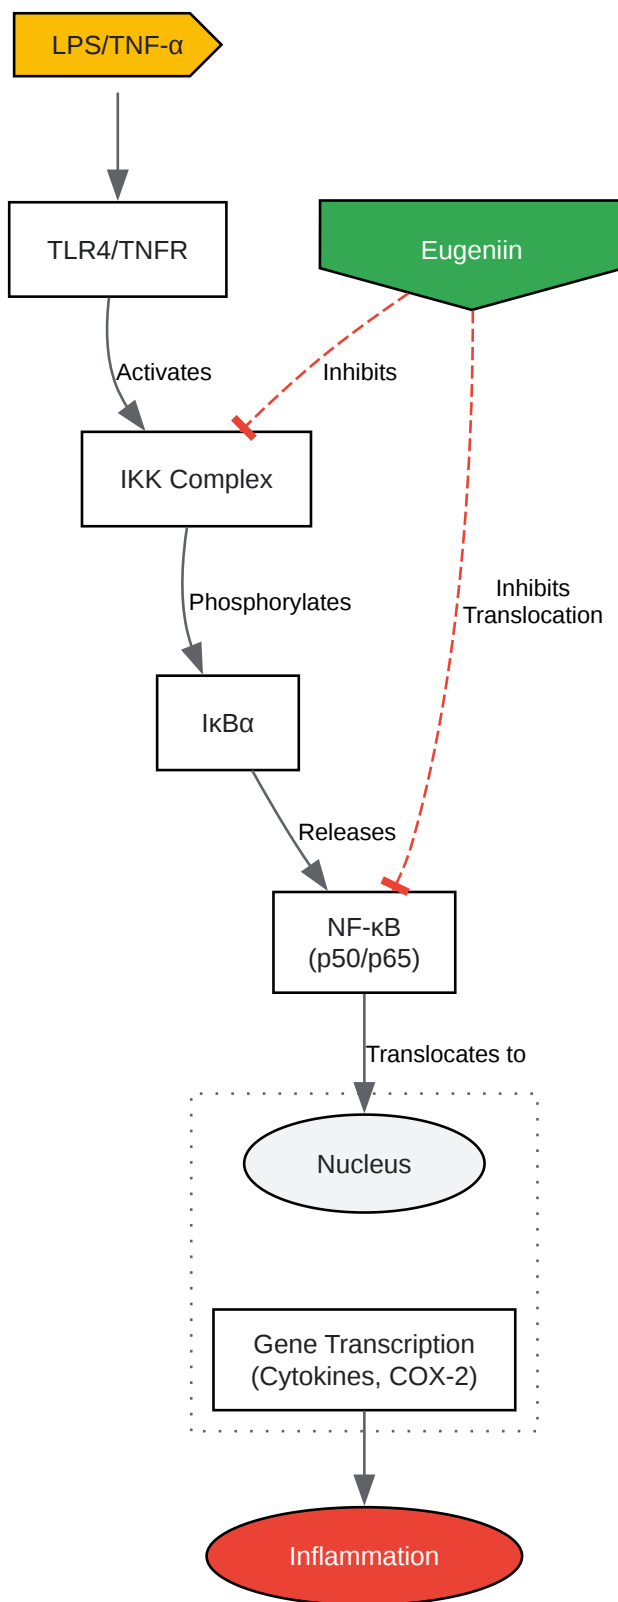 LPS/TNF-α
TLR4/TNFR
Eugeniin
Activates
Inhibits
IKK Complex
Phosphorylates
Inhibits
Translocation
IκBα
Releases
NF-κB
(p50/p65)
Translocates to
Nucleus
Gene Transcription
(Cytokines, COX-2)
Inflammation